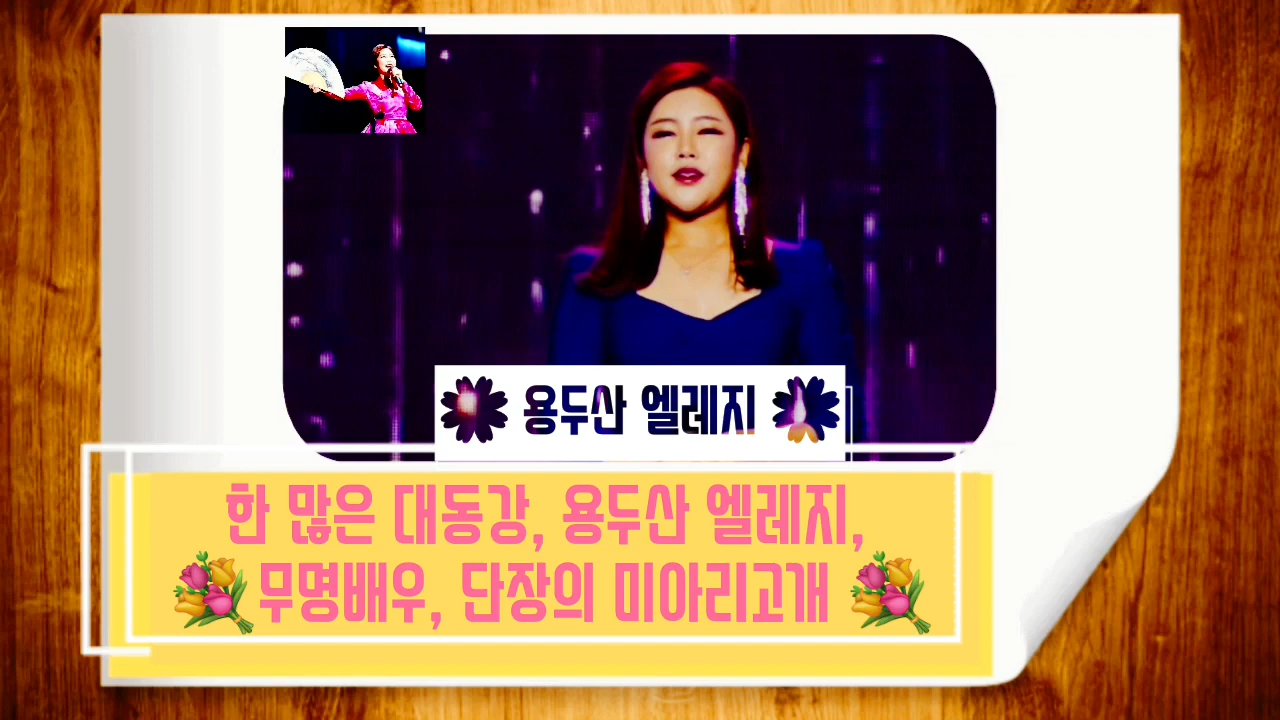 용두산 엘레지
한 많은 대동강, 용두산 엘레지,
무명배우, 단장의 미아리고개